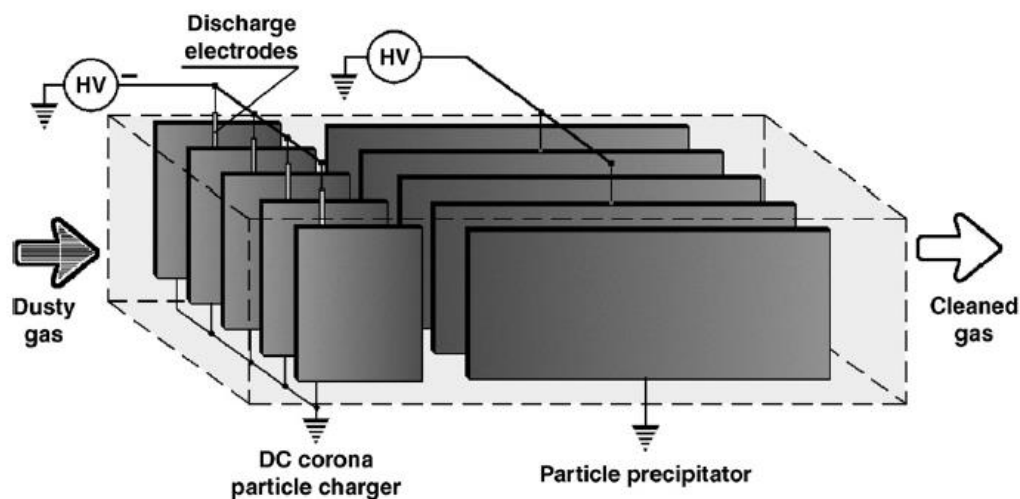 Discharge
electrodes
HV
–
HV
Dusty
gas
Cleaned
gas
DC corona
particle charger
Particle precipitator